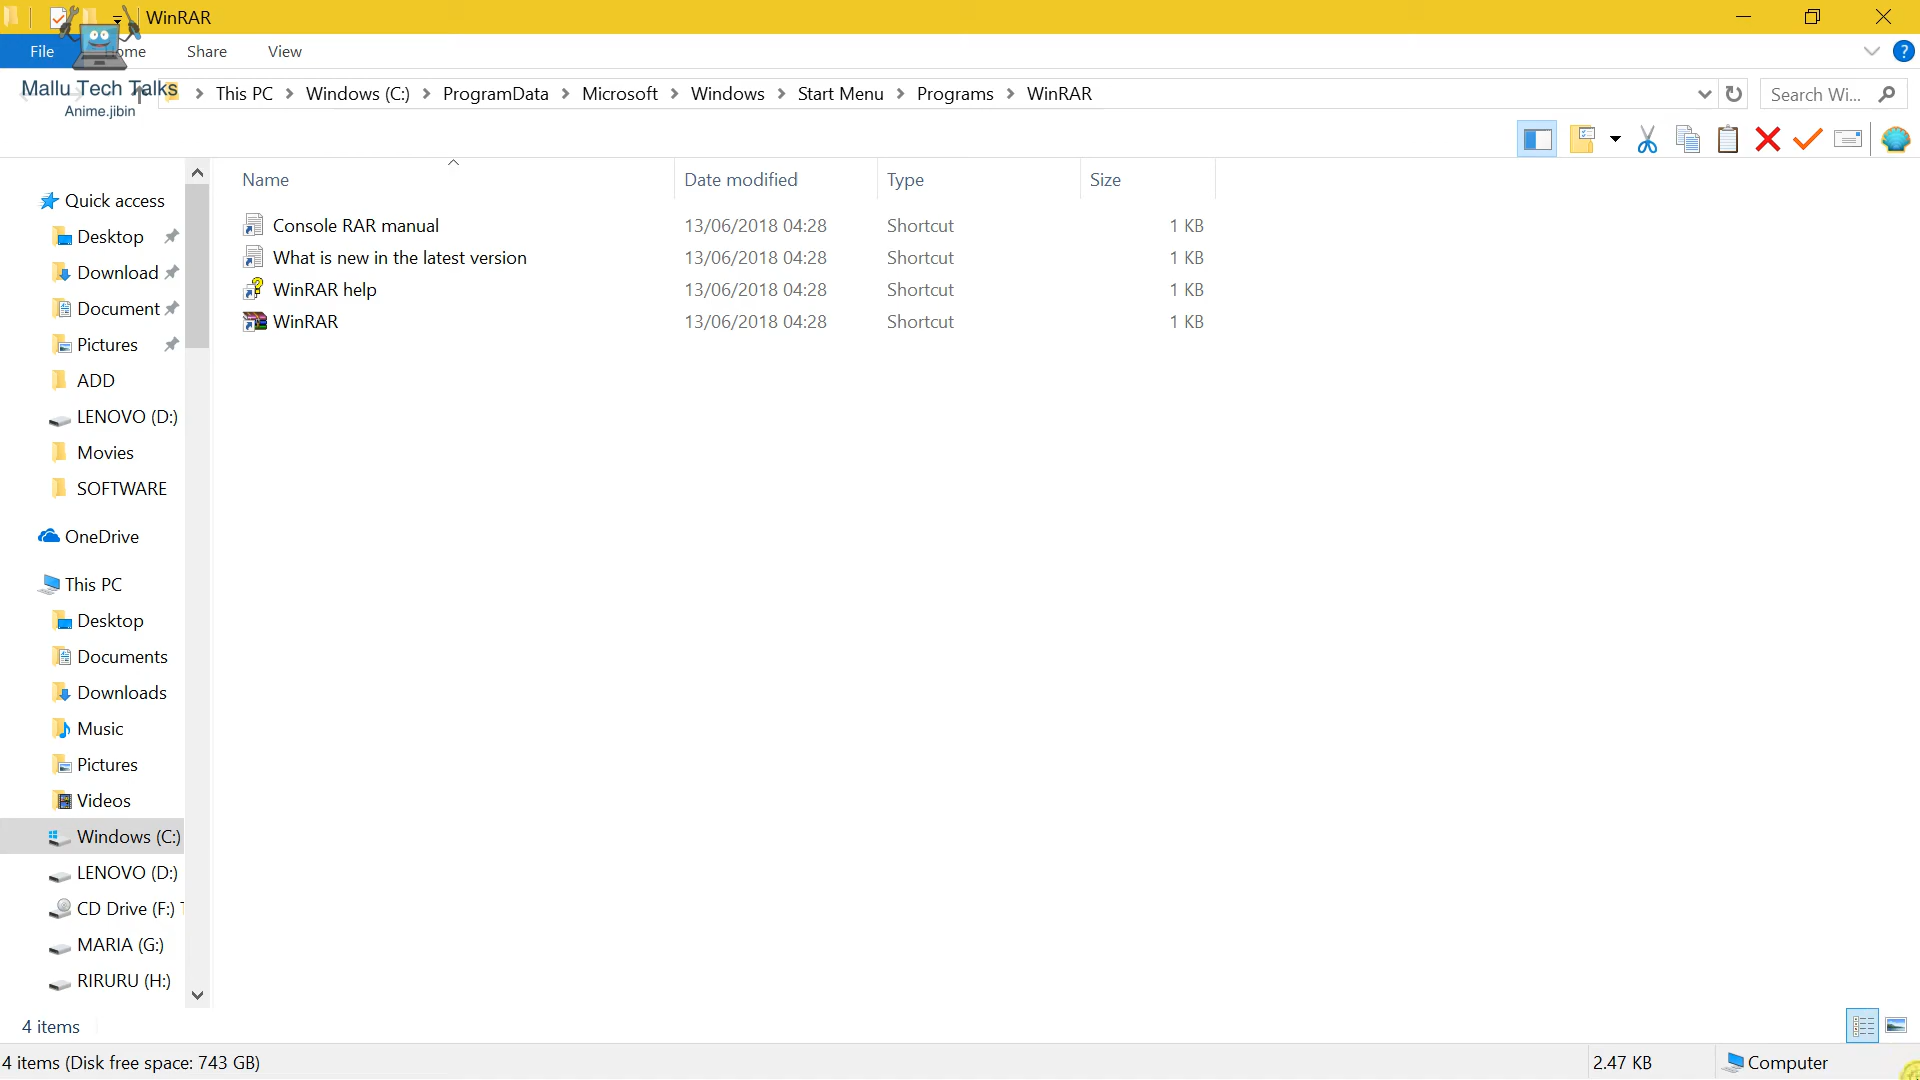 WinRAR
File
ome
Share
View
Mallu Tech Talks
Anime.jibin
This PC > Windows (C:) > ProgramData > Microsoft > Windows > Start Menu > Programs > WinRAR
Search Wi...
Name
Date modified
Type
Size
Console RAR manual 13/06/2018 04:28 Shortcut 1 KB
What is new in the latest version 13/06/2018 04:28 Shortcut 1 KB
WinRAR help 13/06/2018 04:28 Shortcut 1 KB
WinRAR 13/06/2018 04:28 Shortcut 1 KB
Quick access
Desktop
Download
Document
Pictures
ADD
LENOVO (D:)
Movies
SOFTWARE
OneDrive
This PC
Desktop
Documents
Downloads
Music
Pictures
Videos
Windows (C:)
LENOVO (D:)
CD Drive (F:)
MARIA (G:)
RIRURU (H:)
4 items
4 items (Disk free space: 743 GB)
2.47 KB
Computer